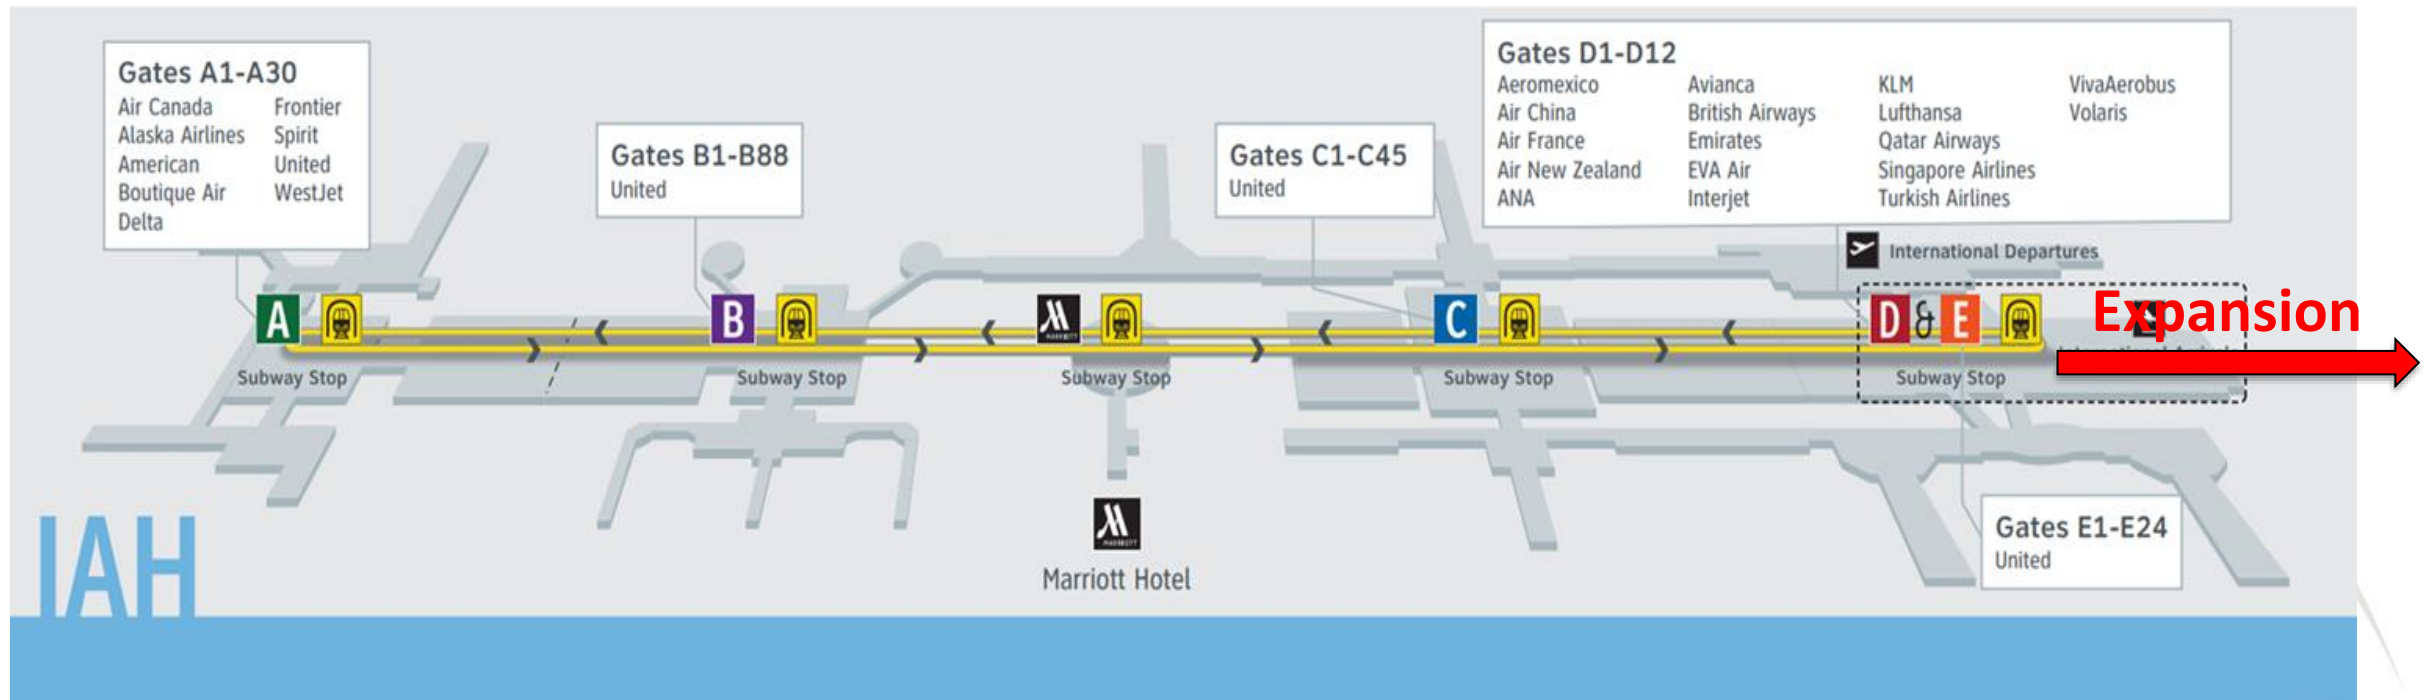 Gates A1-A30
Air Canada Frontier
Alaska Airlines Spirit
American United
Boutique Air WestJet
Delta
Gates B1-B88
United
Gates C1-C45
United
Gates D1-D12
Aeromexico Avianca KLM VivaAerobus
Air China British Airways Lufthansa Volaris
Air France Emirates Qatar Airways
Air New Zealand EVA Air Singapore Airlines
ANA Interjet Turkish Airlines
International Departures
A
B
MARRIOTT
C
D & E
Expansion
Subway Stop
Subway Stop
Subway Stop
Subway Stop
Subway Stop
MARRIOTT
Marriott Hotel
Gates E1-E24
United
IAH